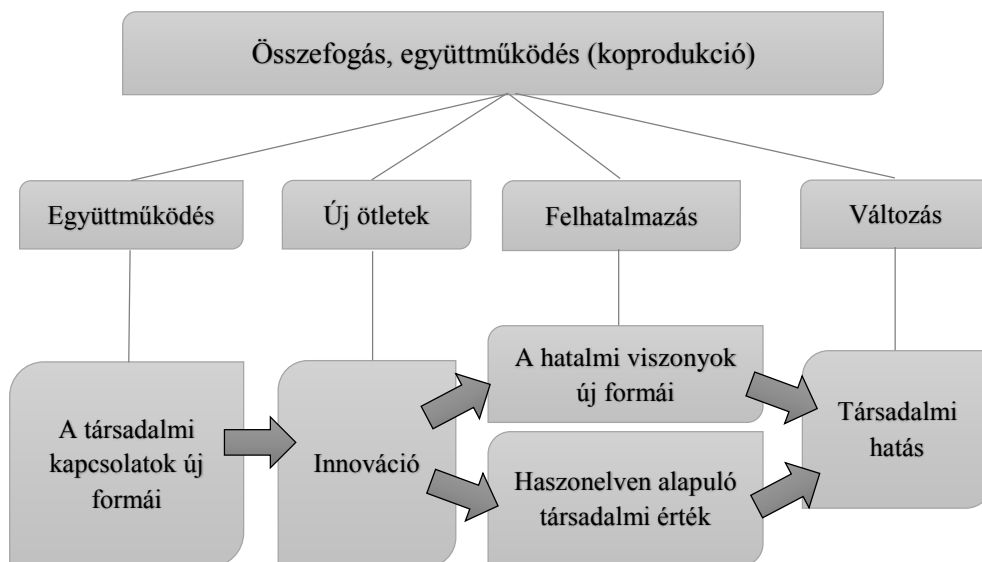 Összefogás, együttműködés (koprodukció)
Együttműködés
Új ötletek
Felhatalmazás
Változás
A társadalmi
kapcsolatok új
formái
Innováció
A hatalmi viszonyok
új formái
Haszonelven alapuló
társadalmi érték
Társadalmi
hatás